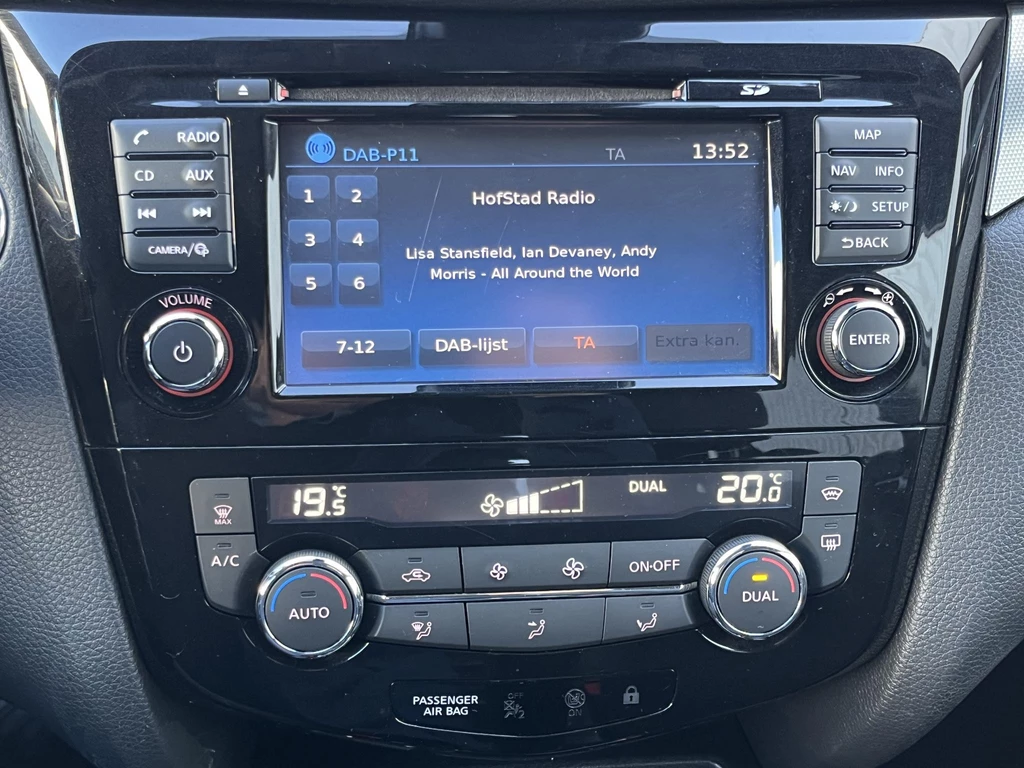 SD
RADIO
CD AUX
CAMERA/
VOLUME
DAB-P11 TA 13:52
1 2
HofStad Radio
3 4
Lisa Stansfield, Ian Devaney, Andy
Morris - All Around the World
5 6
7-12 DAB-lijst TA Extra kan.
MAP
NAV INFO
/ SETUP
BACK
ENTER
19.5°C DUAL 20.0°C
MAX
A/C
AUTO
ON·OFF
DUAL
PASSENGER
AIR BAG
OFF
2
ON